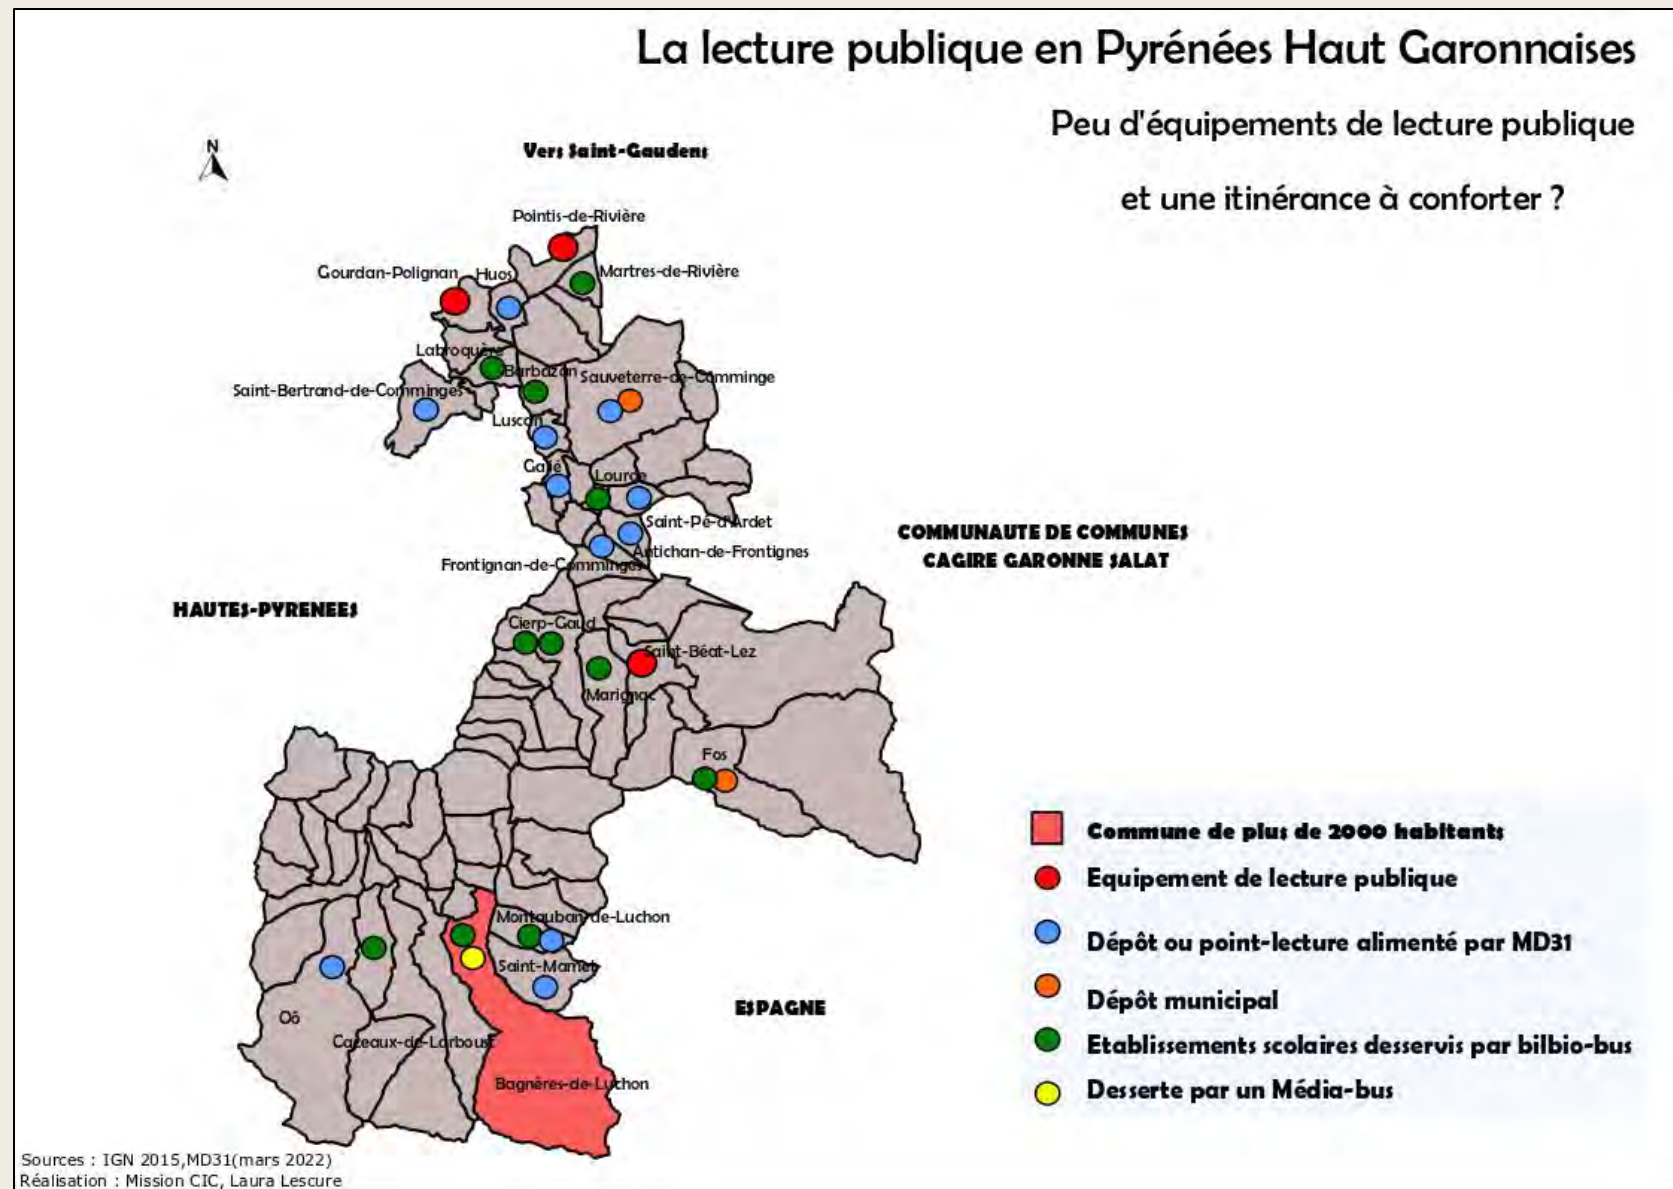 La lecture publique en Pyrénées Haut Garonnaises
Peu d'équipements de lecture publique
et une itinérance à conforter ?
N
Vers Saint-Gaudens
Pointis-de-Rivière
Gourdan-Polignan
Huos
Martres-de-Rivière
Labroquère
Barbazan
Sauveterre-de-Comminge
Saint-Bertrand-de-Comminges
Luscan
Galié
Lourde
Saint-Pé-d'Ardet
Antichan-de-Frontignes
Frontignan-de-Comminges
COMMUNAUTE DE COMMUNES
CAGIRE GARONNE SALAT
HAUTES-PYRENEES
Cierp-Gaud
Saint-Béat-Lez
Marignac
Fos
Montauban-de-Luchon
Saint-Mamet
ESPAGNE
Oô
Cazeaux-de-Larboust
Bagnères-de-Luchon
Commune de plus de 2000 habitants
Equipement de lecture publique
Dépôt ou point-lecture alimenté par MD31
Dépôt municipal
Etablissements scolaires desservis par bilbio-bus
Desserte par un Média-bus
Sources : IGN 2015,MD31(mars 2022)
Réalisation : Mission CIC, Laura Lescure